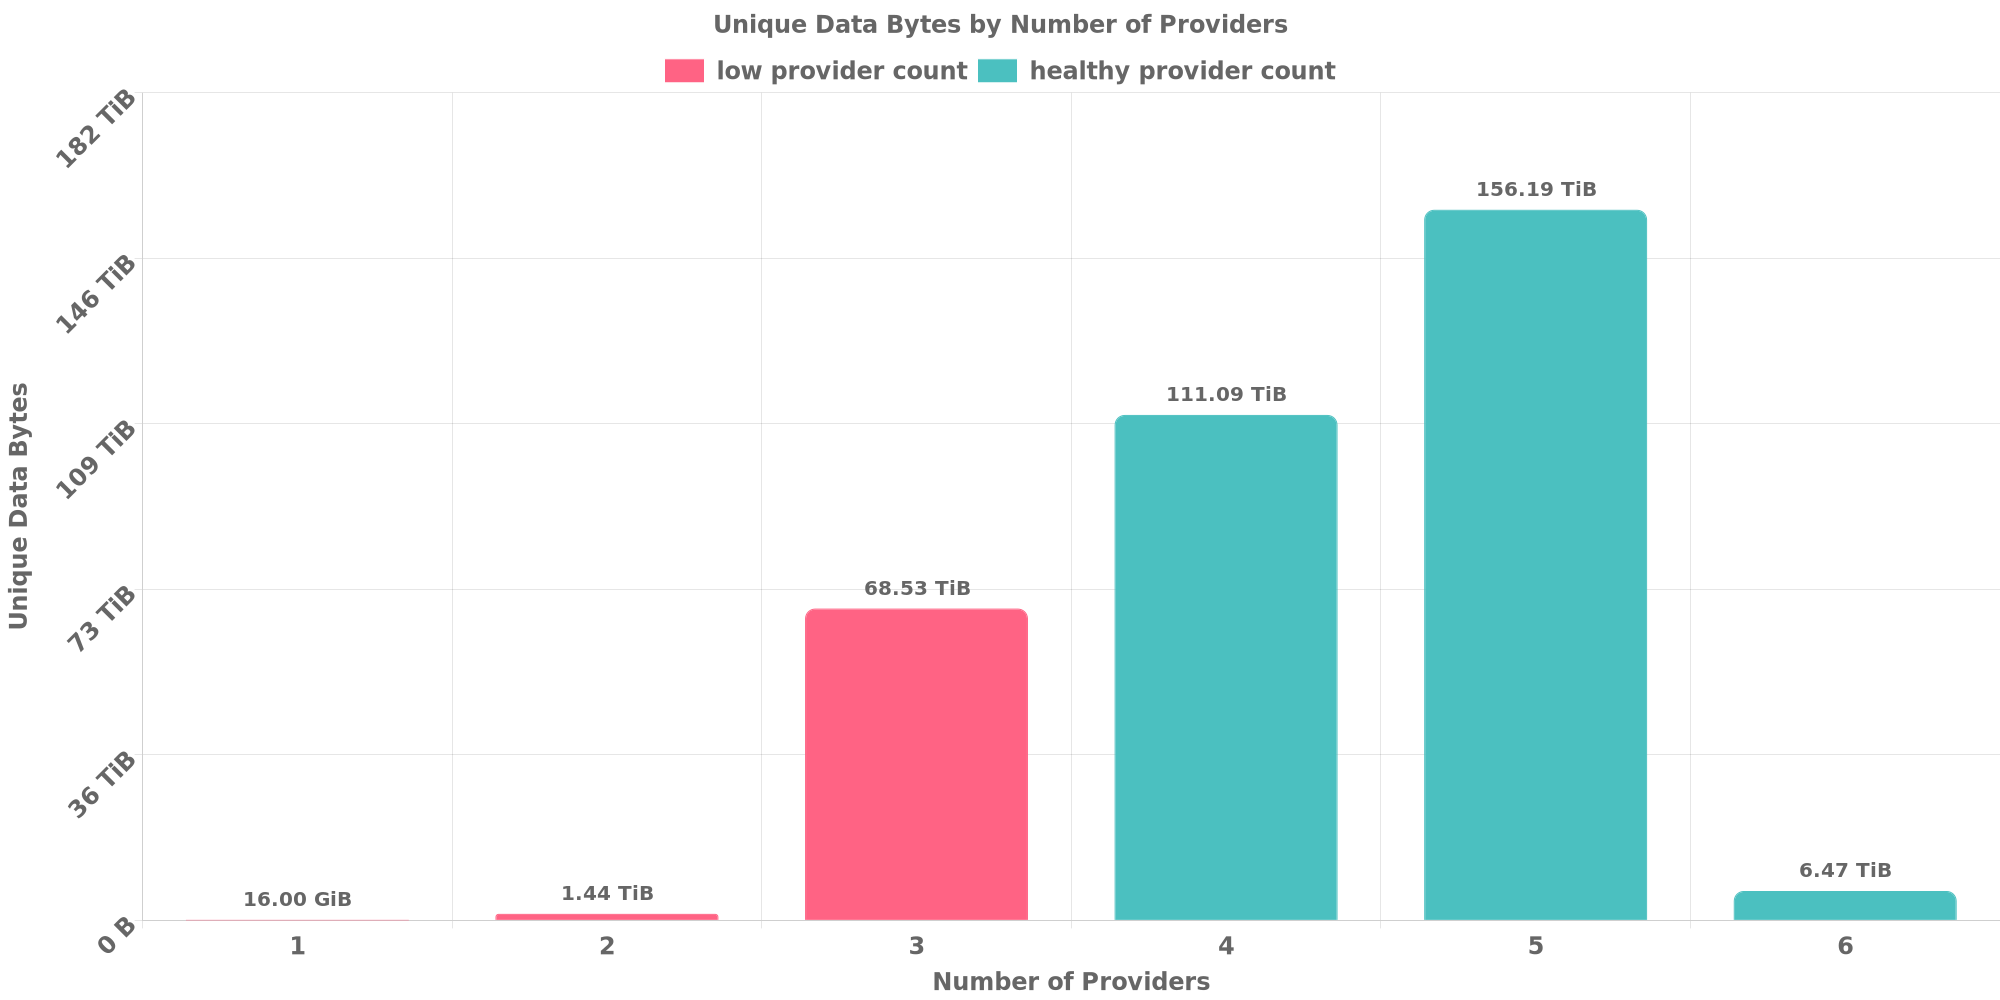 Unique Data Bytes by Number of Providers
low provider count
healthy provider count
Unique Data Bytes
182 TiB
146 TiB
109 TiB
73 TiB
36 TiB
0 B
16.00 GiB
1.44 TiB
68.53 TiB
111.09 TiB
156.19 TiB
6.47 TiB
1 2 3 4 5 6
Number of Providers